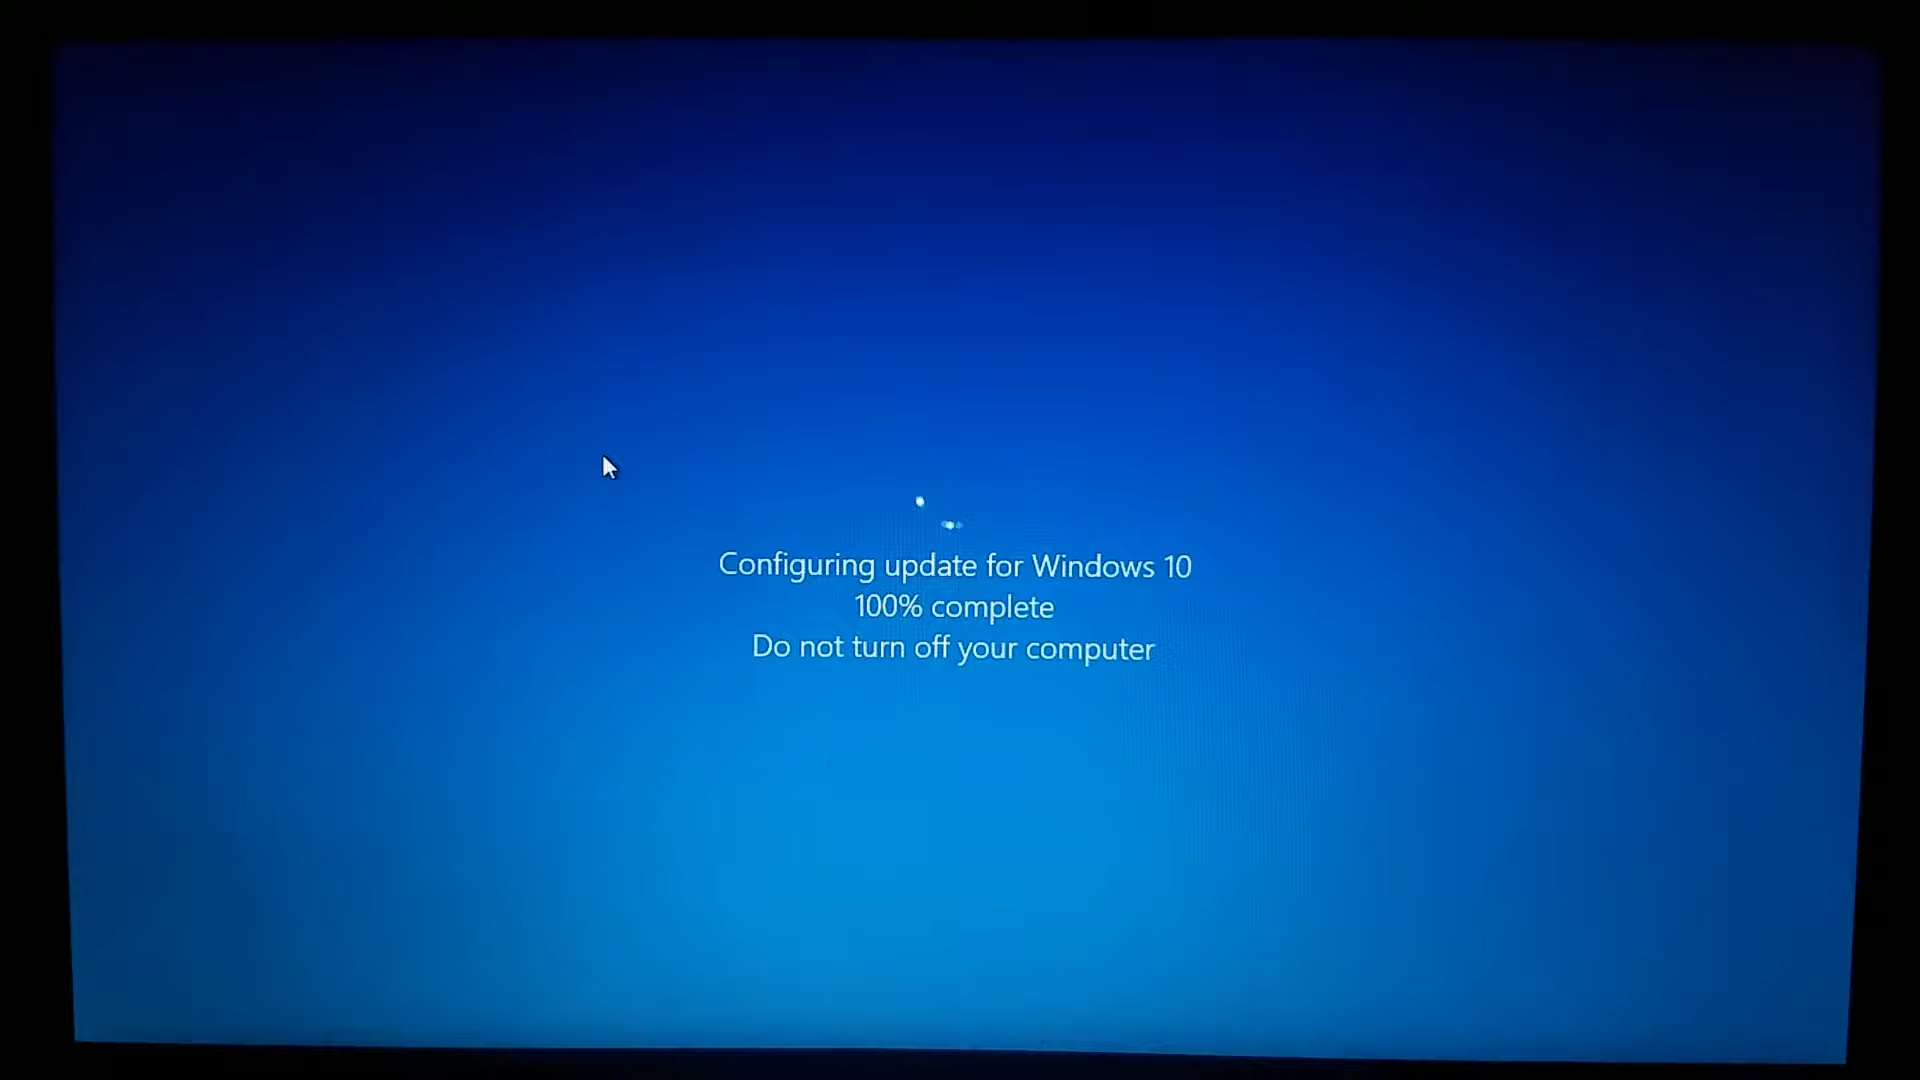 Configuring update for Windows 10
100% complete
Do not turn off your computer